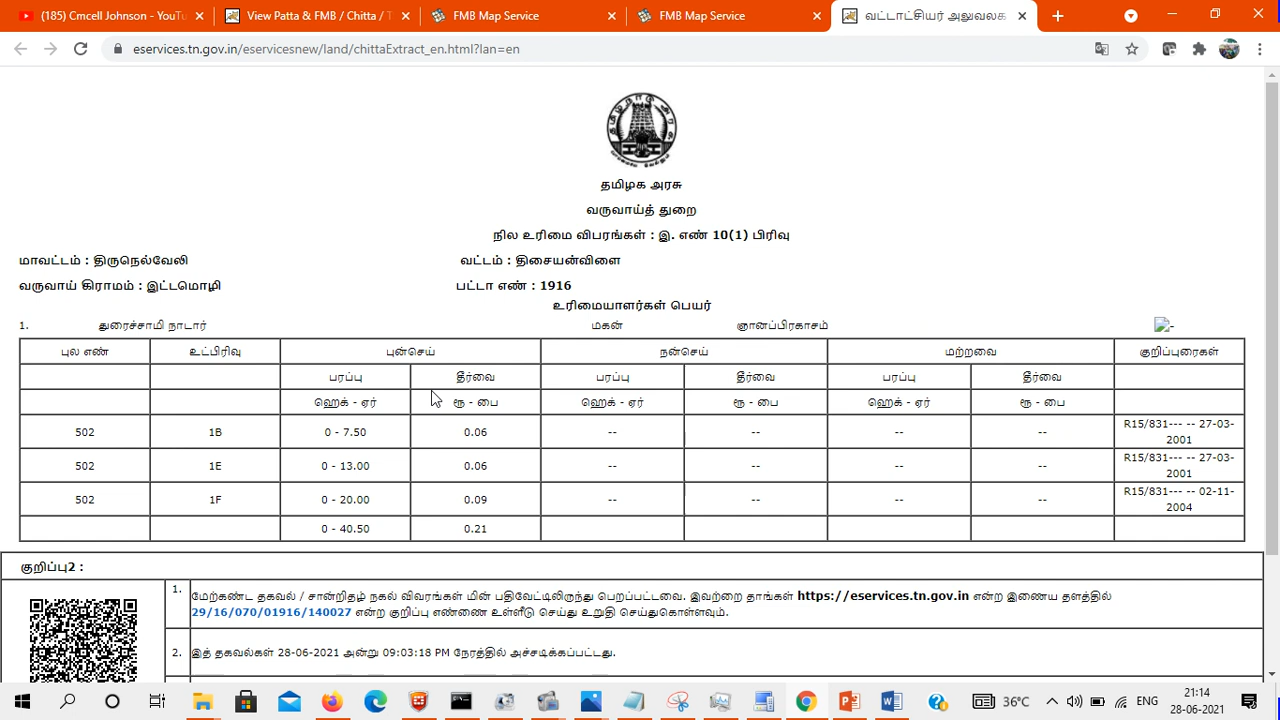 (185) Cmcell Johnson - YouTu
View Patta & FMB / Chitta / T
FMB Map Service
FMB Map Service
வட்டாட்சியர் அலுவலக
eservices.tn.gov.in/eservicesnew/land/chittaExtract_en.html?lan=en
தமிழக அரசு
வருவாய்த் துறை
நில உரிமை விபரங்கள் : இ. எண் 10(1) பிரிவு
மாவட்டம் : திருநெல்வேலி வட்டம் : திசையன்விளை
வருவாய் கிராமம் : இட்டமொழி பட்டா எண் : 1916
உரிமையாளர்கள் பெயர்
1. துரைச்சாமி நாடார் மகன் ஞானப்பிரகாசம் -
புல எண் உட்பிரிவு புன்செய் நன்செய் மற்றவை குறிப்புரைகள்
பரப்பு தீர்வை பரப்பு தீர்வை பரப்பு தீர்வை
ஹெக் - ஏர் ரூ - பை ஹெக் - ஏர் ரூ - பை ஹெக் - ஏர் ரூ - பை
502 1B 0 - 7.50 0.06 -- -- -- -- R15/831--- -- 27-03-
2001
502 1E 0 - 13.00 0.06 -- -- -- -- R15/831--- -- 27-03-
2001
502 1F 0 - 20.00 0.09 -- -- -- -- R15/831--- -- 02-11-
2004
0 - 40.50 0.21
குறிப்பு2 :
1. மேற்கண்ட தகவல் / சான்றிதழ் நகல் விவரங்கள் மின் பதிவேட்டிலிருந்து பெறப்பட்டவை. இவற்றை தாங்கள் https://eservices.tn.gov.in என்ற இணைய தளத்தில்
29/16/070/01916/140027 என்ற குறிப்பு எண்ணை உள்ளீடு செய்து உறுதி செய்துகொள்ளவும்.
2. இத் தகவல்கள் 28-06-2021 அன்று 09:03:18 PM நேரத்தில் அச்சடிக்கப்பட்டது.
36°C ENG 21:14
28-06-2021